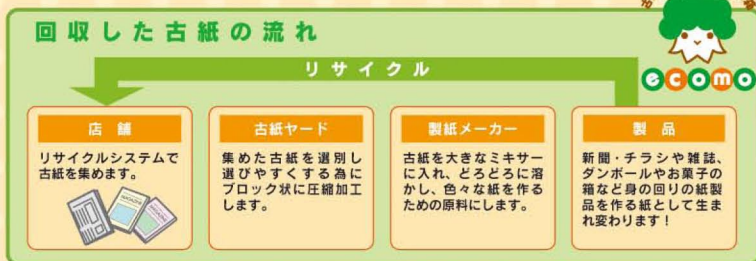 回収した古紙の流れ
リサイクル
ecomo
店舗
リサイクルシステムで
古紙を集めます。
古紙ヤード
集めた古紙を選別し
選びやすくする為に
ブロック状に圧縮加工
します。
製紙メーカー
古紙を大きなミキサー
に入れ、どろどろに溶
かし、色々な紙を作る
ための原料にします。
製品
新聞・チラシや雑誌、
ダンボールやお菓子の
箱など身の回りの紙製
品を作る紙として生ま
れ変わります！